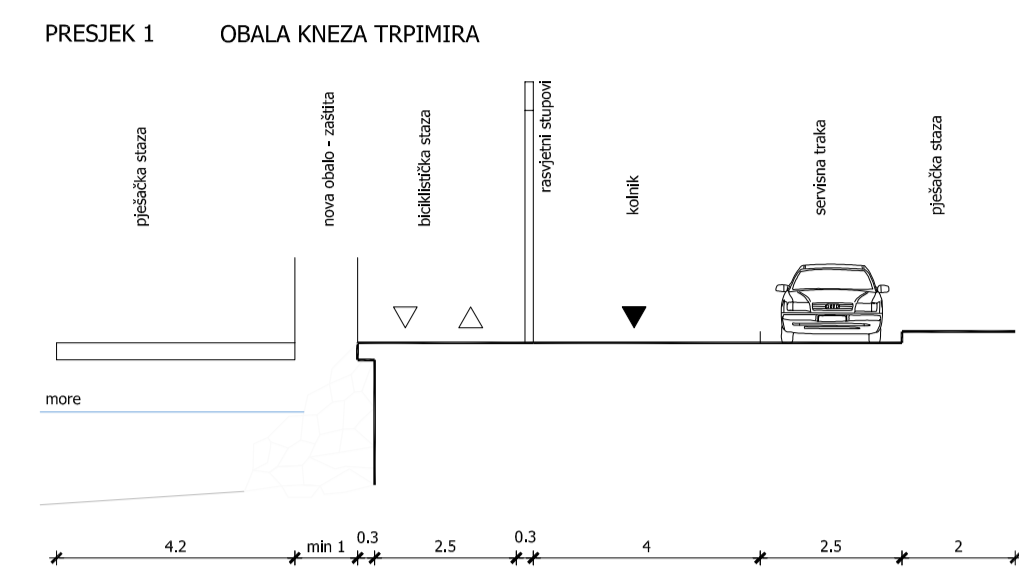 PRESJEK 1 OBALA KNEZA TRPIMIRA
pješačka staza
nova obalo - zaštita
biciklistička staza
rasvjetni stupovi
kolnik
servisna traka
pješačka staza
more
4.2 min 1 0.3 2.5 0.3 4 2.5 2